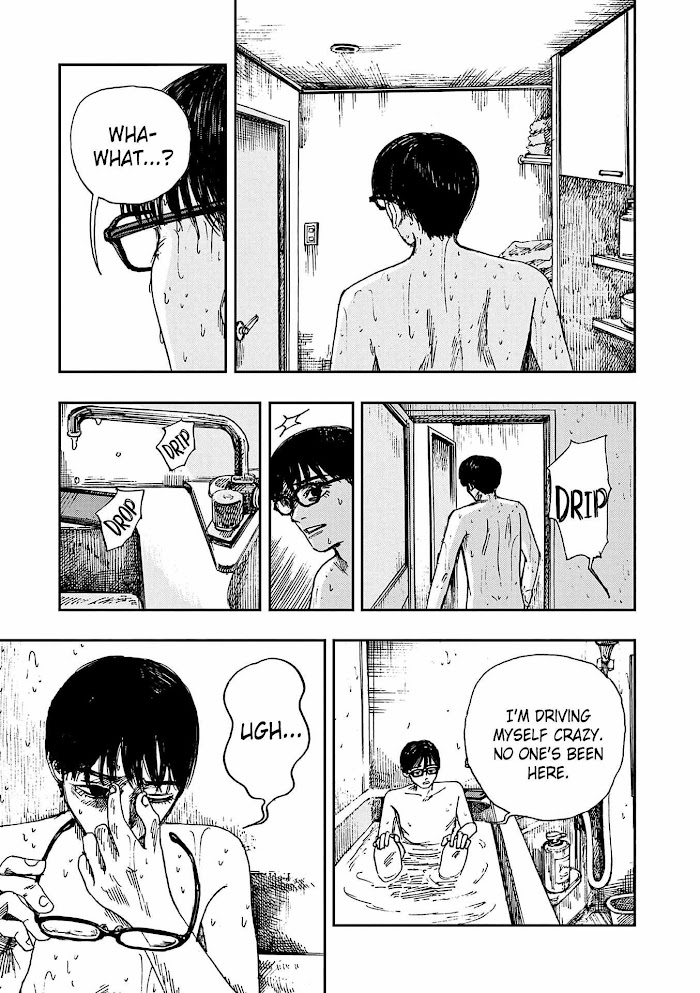 WHA-
WHAT...?
DRIP
DRIP
DROP
I'M DRIVING
MYSELF CRAZY.
NO ONE'S BEEN
HERE.
UGH...